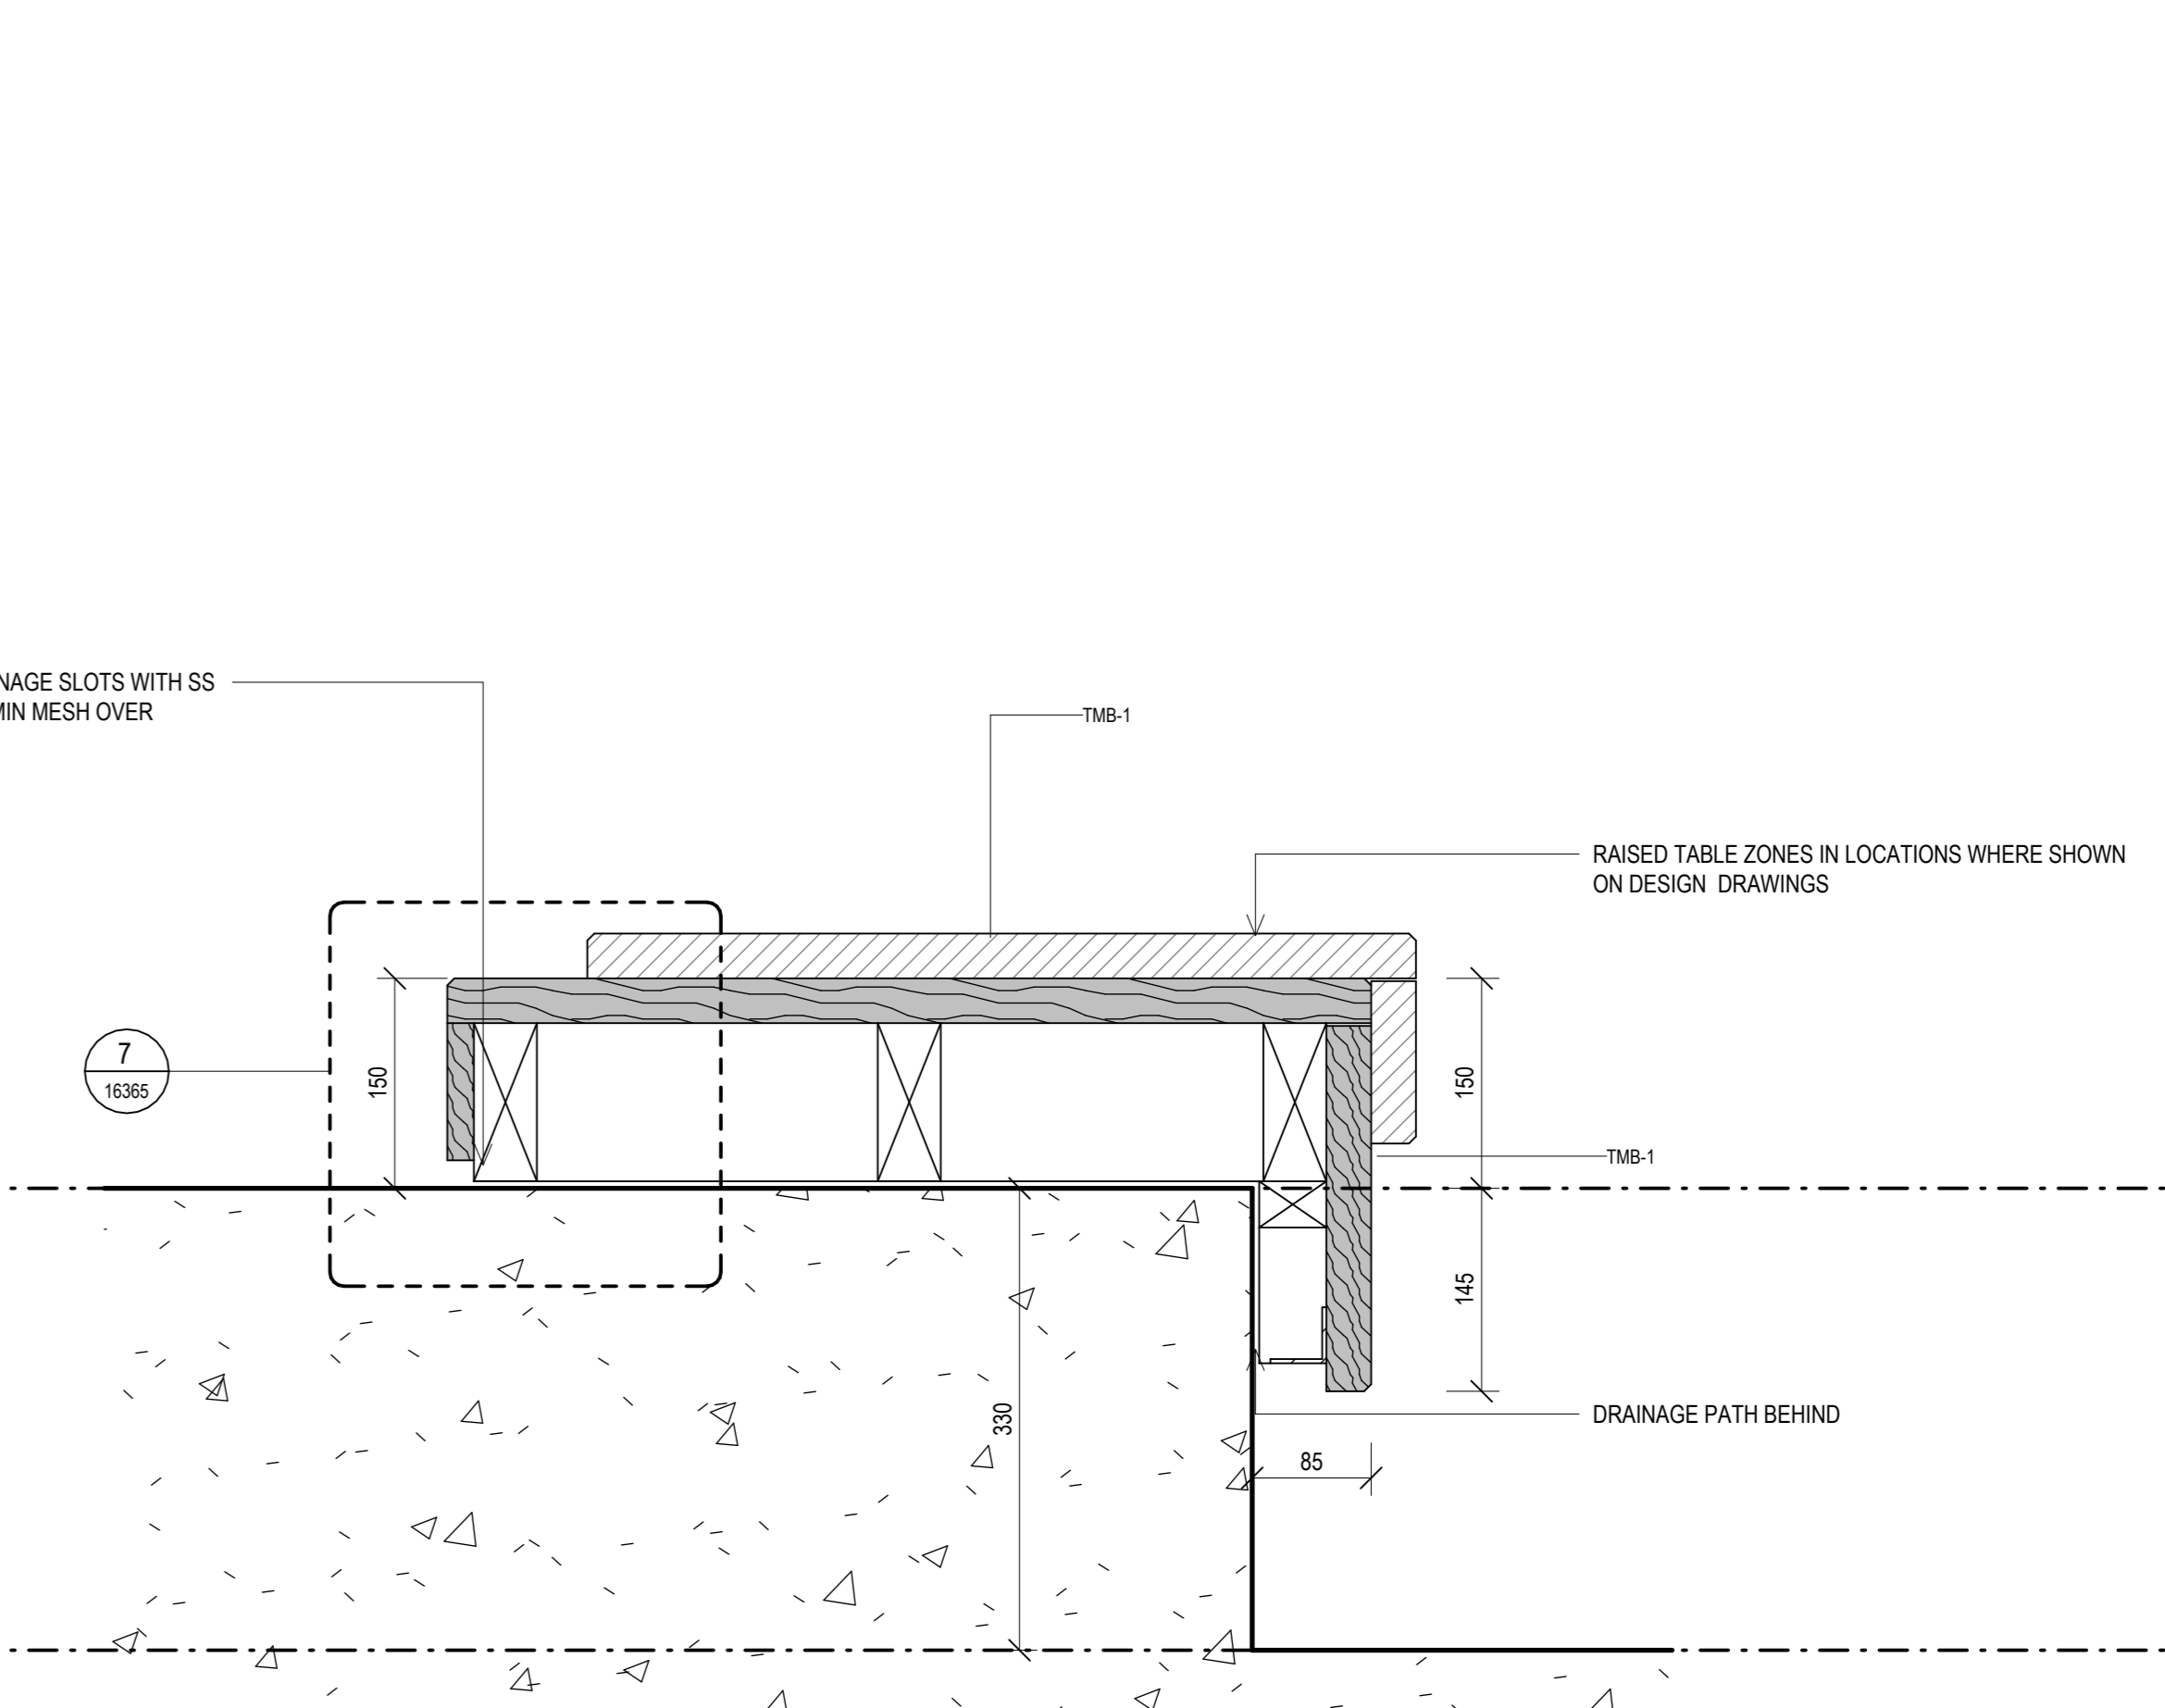 NAGE SLOTS WITH SS
MIN MESH OVER
TMB-1
RAISED TABLE ZONES IN LOCATIONS WHERE SHOWN
ON DESIGN DRAWINGS
7
16365
150
150
TMB-1
145
330
DRAINAGE PATH BEHIND
85